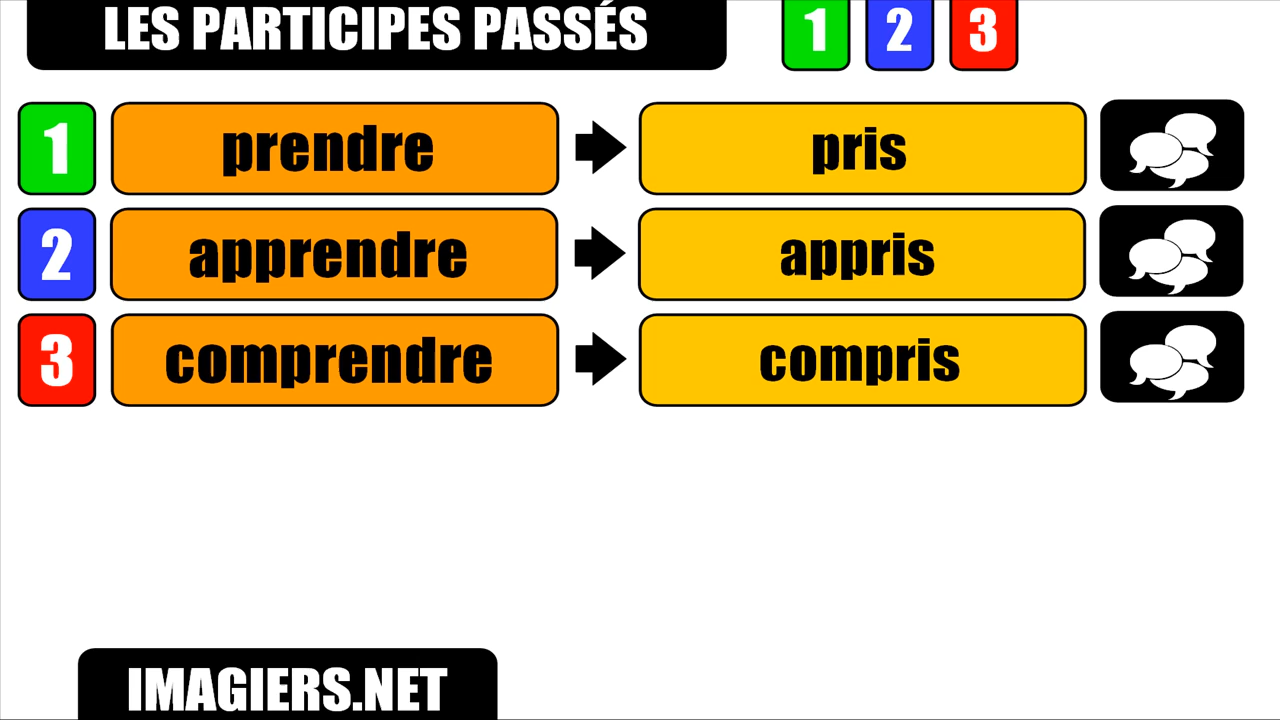 LES PARTICIPES PASSÉS 1 2 3
1 prendre pris
2 apprendre appris
3 comprendre compris
IMAGIERS.NET